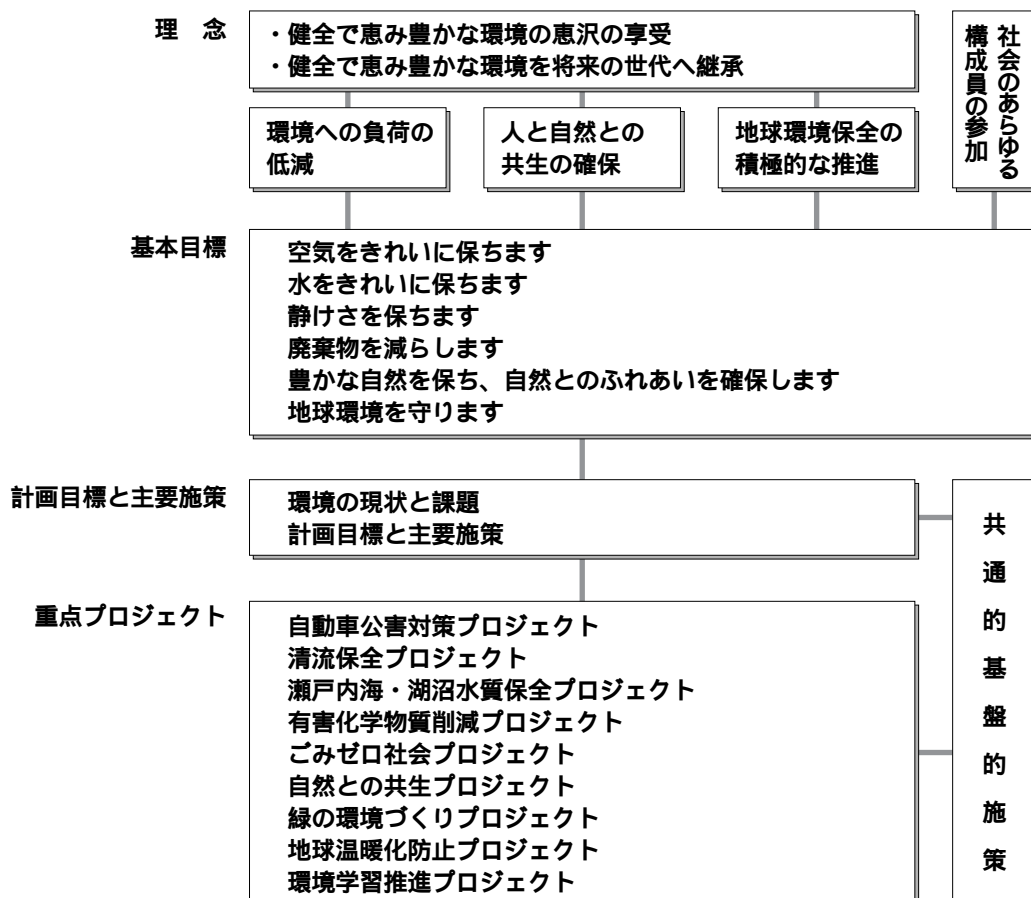 理　念
・健全で恵み豊かな環境の恵沢の享受
・健全で恵み豊かな環境を将来の世代へ継承
環境への負荷の
低減
人と自然との
共生の確保
地球環境保全の
積極的な推進
社会のあらゆる
構成員の参加
基本目標
空気をきれいに保ちます
水をきれいに保ちます
静けさを保ちます
廃棄物を減らします
豊かな自然を保ち、自然とのふれあいを確保します
地球環境を守ります
計画目標と主要施策
環境の現状と課題
計画目標と主要施策
重点プロジェクト
自動車公害対策プロジェクト
清流保全プロジェクト
瀬戸内海・湖沼水質保全プロジェクト
有害化学物質削減プロジェクト
ごみゼロ社会プロジェクト
自然との共生プロジェクト
緑の環境づくりプロジェクト
地球温暖化防止プロジェクト
環境学習推進プロジェクト
共通的基盤的施策